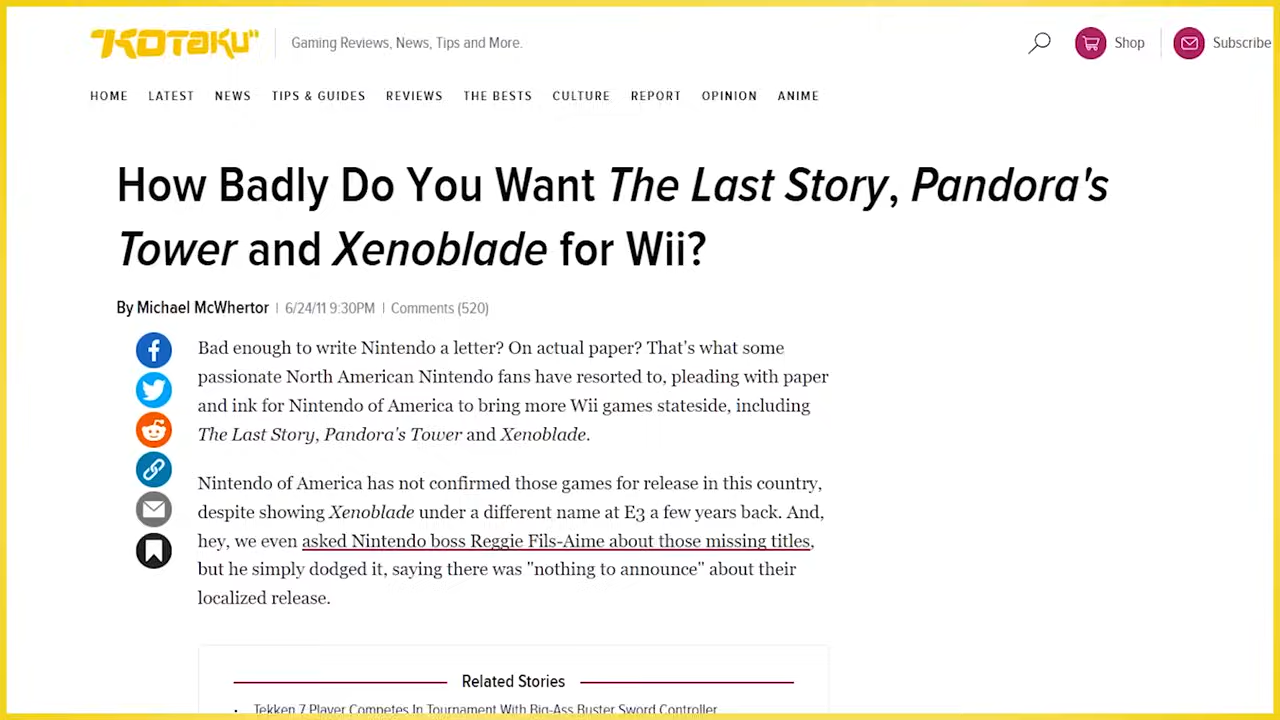 "KOTAKU"
Gaming Reviews, News, Tips and More.
Shop
Subscribe
HOME LATEST NEWS TIPS & GUIDES REVIEWS THE BESTS CULTURE REPORT OPINION ANIME
How Badly Do You Want The Last Story, Pandora's
Tower and Xenoblade for Wii?
By Michael McWhertor | 6/24/11 9:30PM | Comments (520)
Bad enough to write Nintendo a letter? On actual paper? That's what some
passionate North American Nintendo fans have resorted to, pleading with paper
and ink for Nintendo of America to bring more Wii games stateside, including
The Last Story, Pandora's Tower and Xenoblade.
Nintendo of America has not confirmed those games for release in this country,
despite showing Xenoblade under a different name at E3 a few years back. And,
hey, we even asked Nintendo boss Reggie Fils-Aime about those missing titles,
but he simply dodged it, saying there was "nothing to announce" about their
localized release.
Related Stories
• Tekken 7 Player Competes In Tournament With Big-Ass Buster Sword Controller